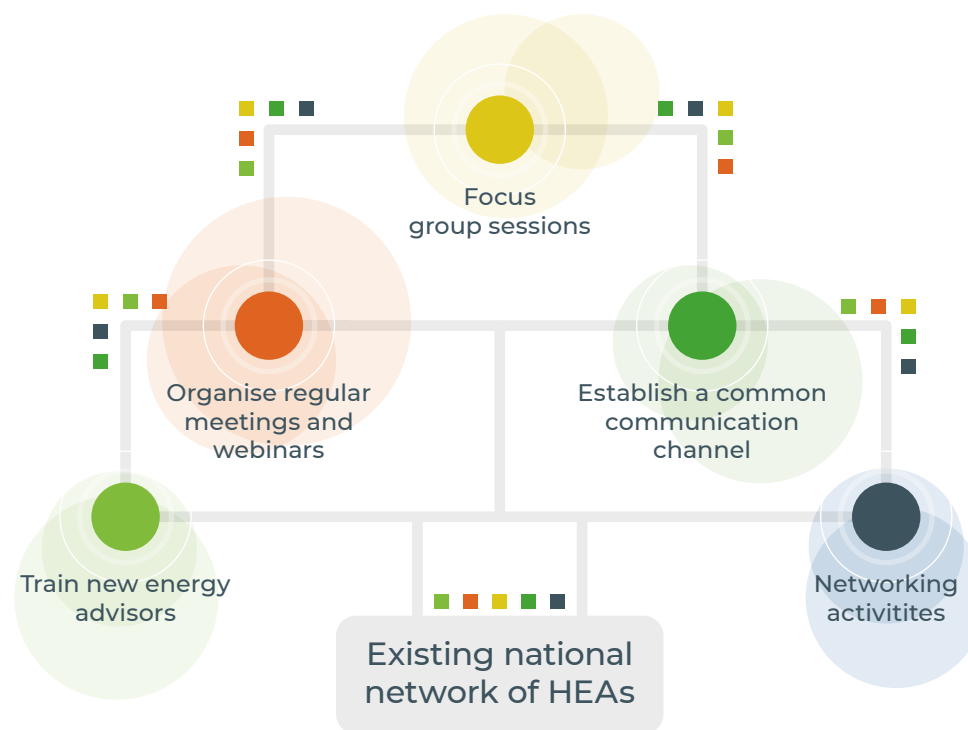 Focus
group sessions
Organise regular
meetings and
webinars
Establish a common
communication
channel
Train new energy
advisors
Networking
activitites
Existing national
network of HEAs